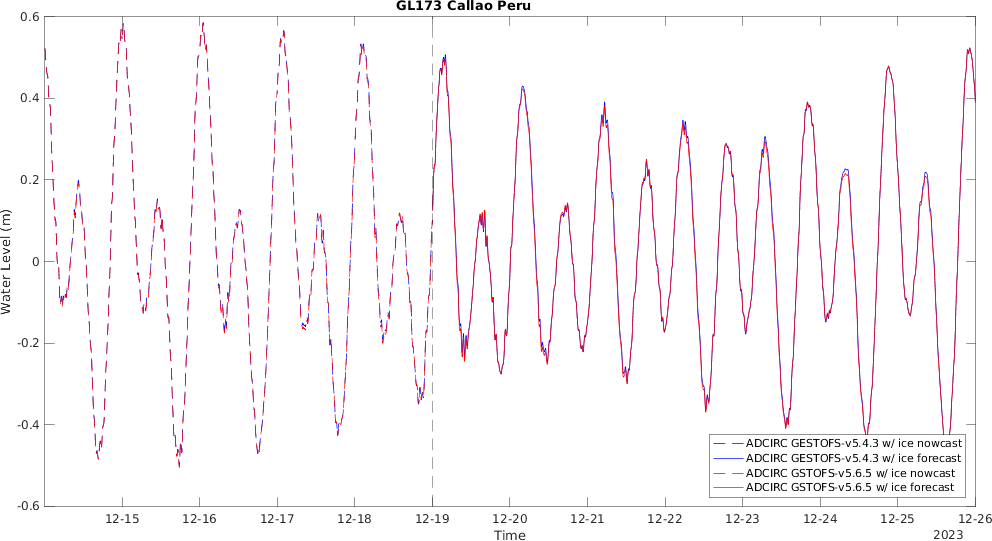 GL173 Callao Peru
0.6
0.4
0.2
0
-0.2
-0.4
-0.6
Water Level (m)
ADCIRC GESTOFS-v5.4.3 w/ ice nowcast
ADCIRC GESTOFS-v5.4.3 w/ ice forecast
ADCIRC GSTOFS-v5.6.5 w/ ice nowcast
ADCIRC GSTOFS-v5.6.5 w/ ice forecast
12-15 12-16 12-17 12-18 12-19 12-20 12-21 12-22 12-23 12-24 12-25 12-26
Time
2023